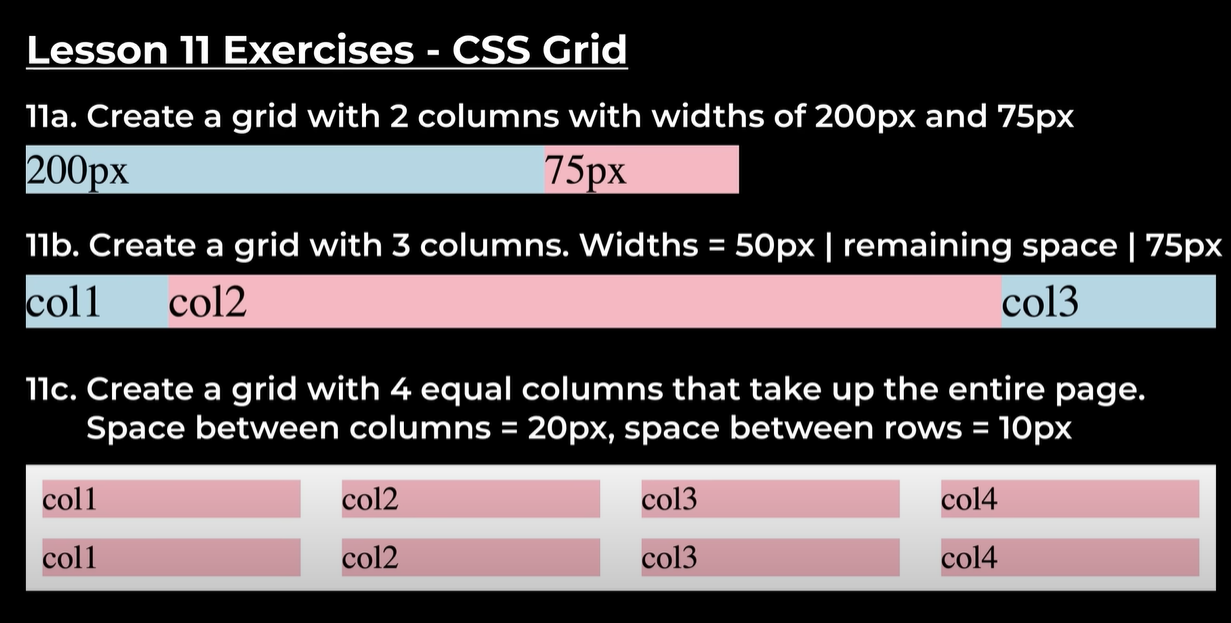 Lesson 11 Exercises - CSS Grid
11a. Create a grid with 2 columns with widths of 200px and 75px
200px 75px
11b. Create a grid with 3 columns. Widths = 50px | remaining space | 75px
col1 col2 col3
11c. Create a grid with 4 equal columns that take up the entire page.
Space between columns = 20px, space between rows = 10px
col1 col2 col3 col4
col1 col2 col3 col4